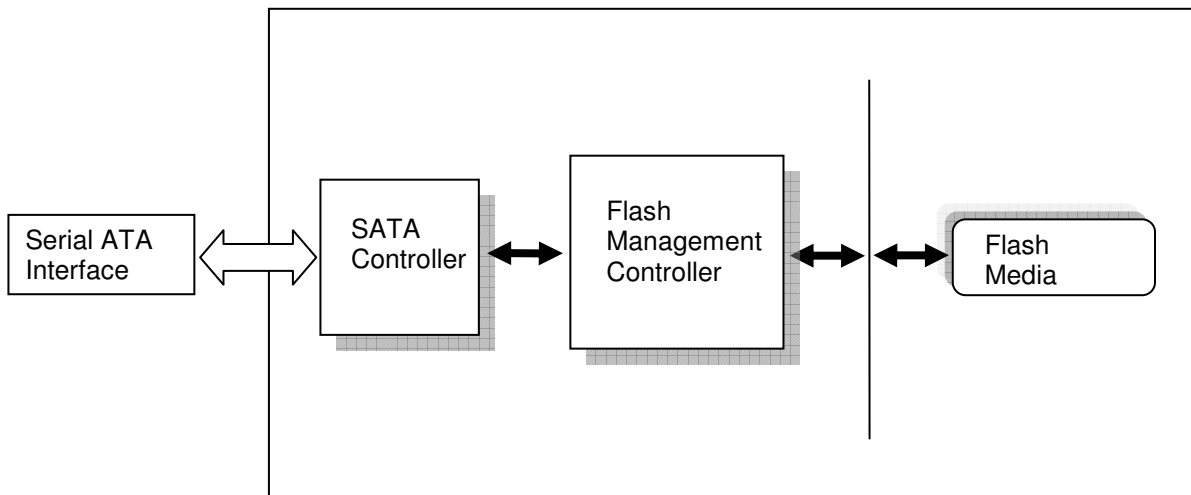 Serial ATA
Interface
SATA
Controller
Flash
Management
Controller
Flash
Media